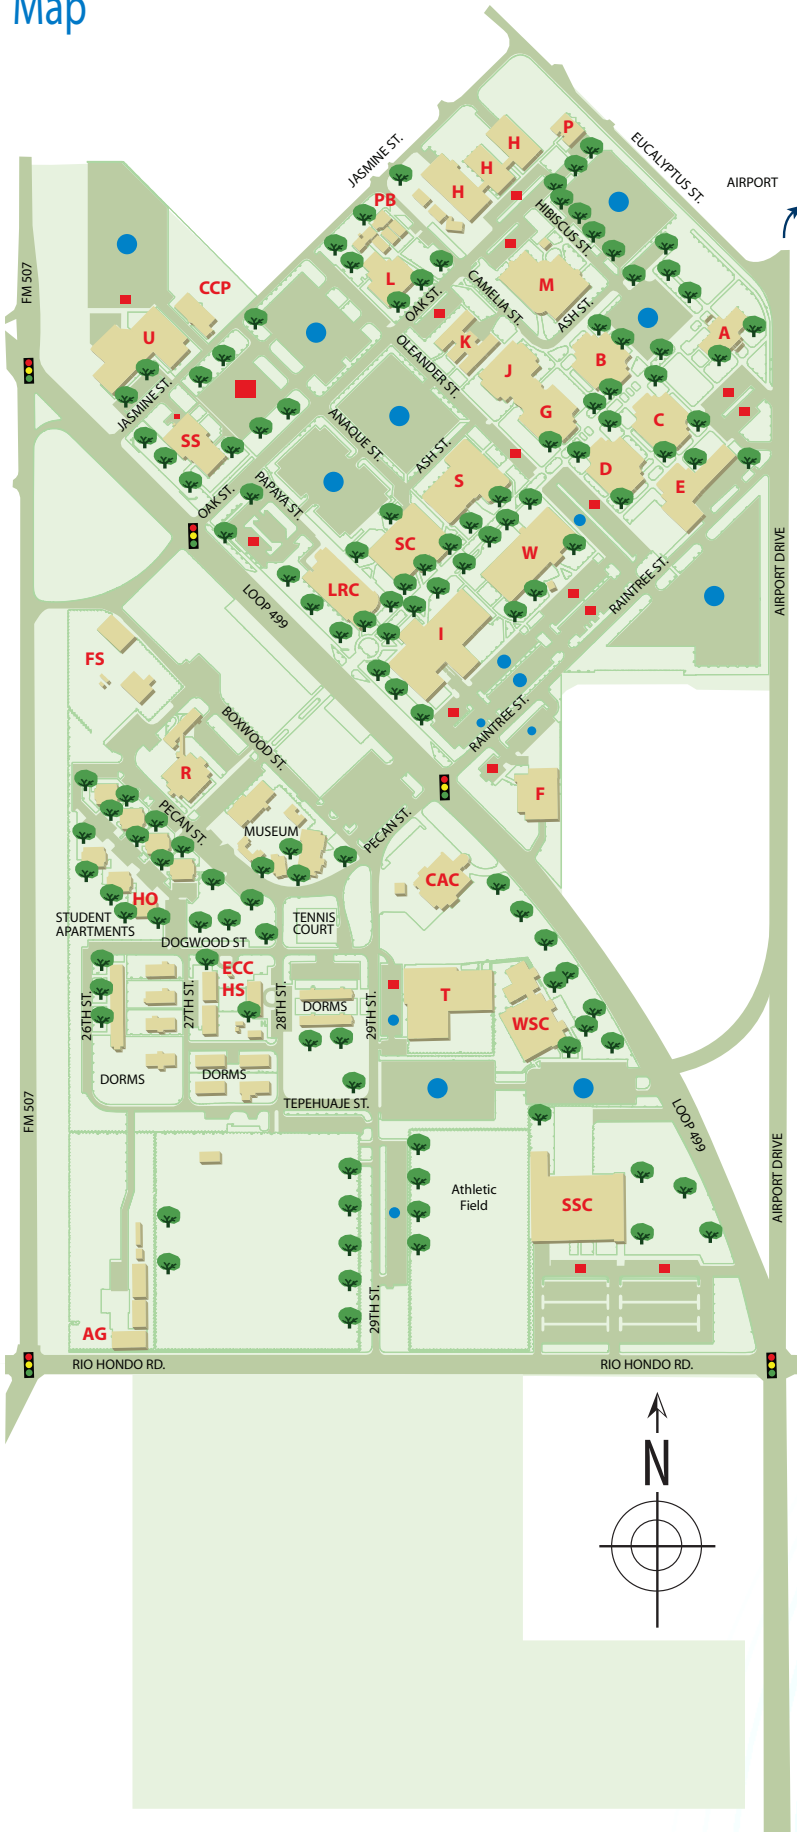 Map
JASMINE ST.
EUCALYPTUS ST.
AIRPORT
P
H
H
H
PB
HIBISCUS ST.
FM 507
CCP
L
OAK ST.
CAMELIA ST.
M
ASH ST.
U
K
OLEANDER ST.
J
B
A
JASMINE ST.
SS
ANAQUE ST.
ASH ST.
G
C
D
E
S
OAK ST.
PAPAYA ST.
SC
W
LRC
LOOP 499
RAINTREE ST.
AIRPORT DRIVE
I
FS
BOXWOOD ST.
RAINTREE ST.
R
F
PECAN ST.
MUSEUM
PECAN ST.
CAC
HO
STUDENT
APARTMENTS
TENNIS
COURT
DOGWOOD ST
ECC
HS
26TH ST.
27TH ST.
28TH ST.
DORMS
29TH ST.
T
WSC
DORMS
DORMS
TEPEHUAJE ST.
FM 507
LOOP 499
AIRPORT DRIVE
Athletic
Field
SSC
29TH ST.
AG
RIO HONDO RD.
RIO HONDO RD.
N